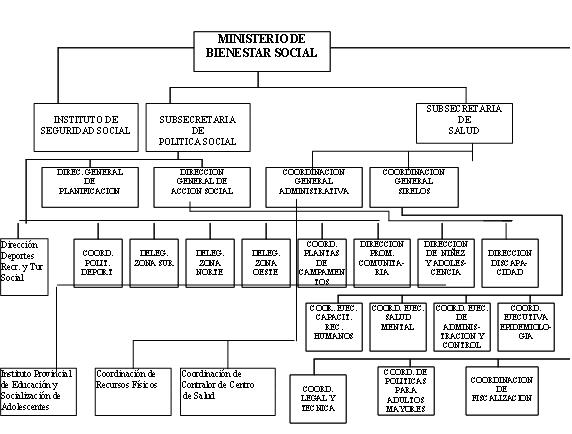 MINISTERIO DE
BIENESTAR SOCIAL
INSTITUTO DE
SEGURIDAD SOCIAL
SUBSECRETARIA
DE
POLITICA SOCIAL
SUBSECRETARIA
DE
SALUD
DIREC. GENERAL
DE
PLANIFICACION
DIRECCION
GENERAL DE
ACCION SOCIAL
COORDINACION
GENERAL
ADMINISTRATIVA
COORDINACION
GENERAL
SIRELOS
Dirección
Deportes
Recr. y Tur
Social
COORD.
POLIT.
DEPORT
DELEG.
ZONA SUR
DELEG.
ZONA
NORTE
DELEG.
ZONA
OESTE
COORD.
PLANTAS
DE
CAMPAMEN
TOS
DIRECCION
PROM.
COMUNITA-
RIA
DIRECCION
DE NIÑEZ
Y ADOLES-
CENCIA
DIRECCION
DISCAPA-
CIDAD
COOR. EJEC.
CAPACIT.
REC.
HUMANOS
COORD. EJEC.
SALUD
MENTAL
COORD. EJEC.
DE
ADMINIS-
TRACION Y
CONTROL
COORD.
EJECUTIVA
EPIDEMIOLO-
GIA
Instituto Provincial
de Educación y
Socialización de
Adolescentes
Coordinación de
Recursos Físicos
Coordinación de
Contralor de Centro
de Salud
COORD.
LEGAL Y
TECNICA
COORD. DE
POLITICAS
PARA
ADULTOS
MAYORES
COORDINACION
DE
FISCALIZACION